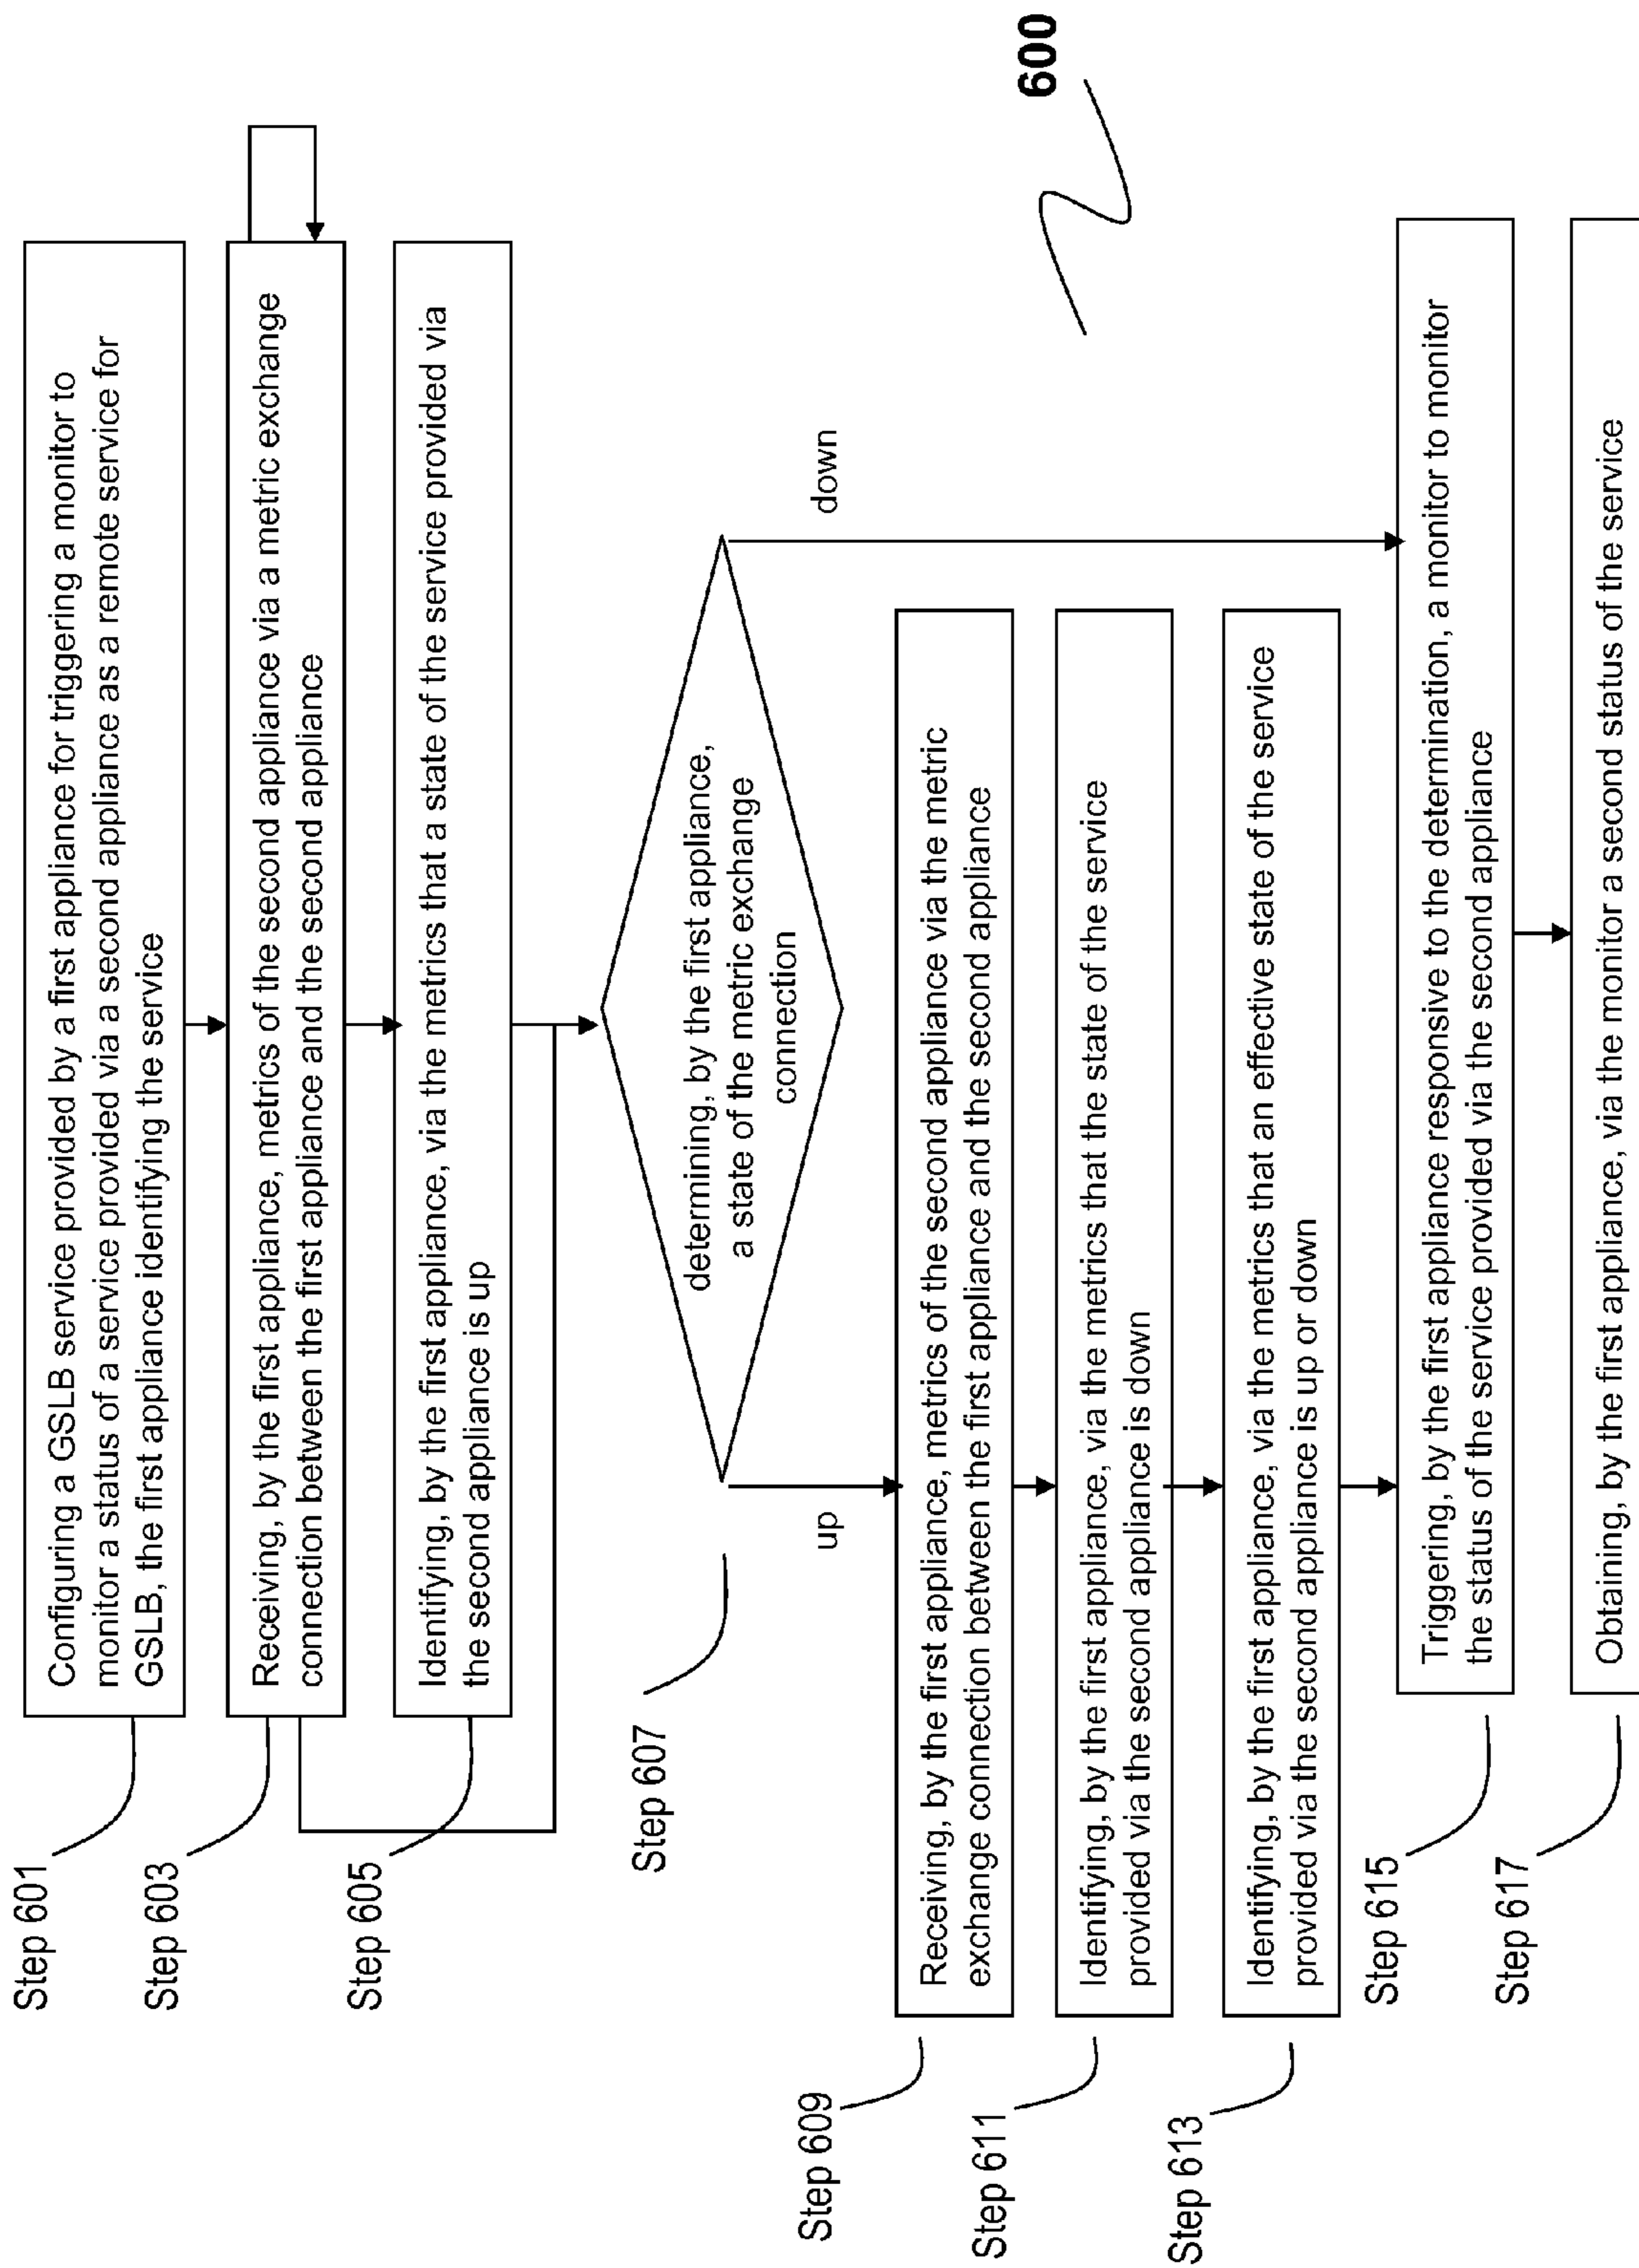 Step 601
Configuring a GSLB service provided by a first appliance for triggering a monitor to
monitor a status of a service provided via a second appliance as a remote service for
GSLB, the first appliance identifying the service
Step 603
Receiving, by the first appliance, metrics of the second appliance via a metric exchange
connection between the first appliance and the second appliance
Step 605
Identifying, by the first appliance, via the metrics that a state of the service provided via
the second appliance is up
Step 607
determining, by the first appliance,
a state of the metric exchange
connection
up
down
Step 609
Receiving, by the first appliance, metrics of the second appliance via the metric
exchange connection between the first appliance and the second appliance
Step 611
Identifying, by the first appliance, via the metrics that the state of the service
provided via the second appliance is down
Step 613
Identifying, by the first appliance, via the metrics that an effective state of the service
provided via the second appliance is up or down
600
Step 615
Triggering, by the first appliance responsive to the determination, a monitor to monitor
the status of the service provided via the second appliance
Step 617
Obtaining, by the first appliance, via the monitor a second status of the service